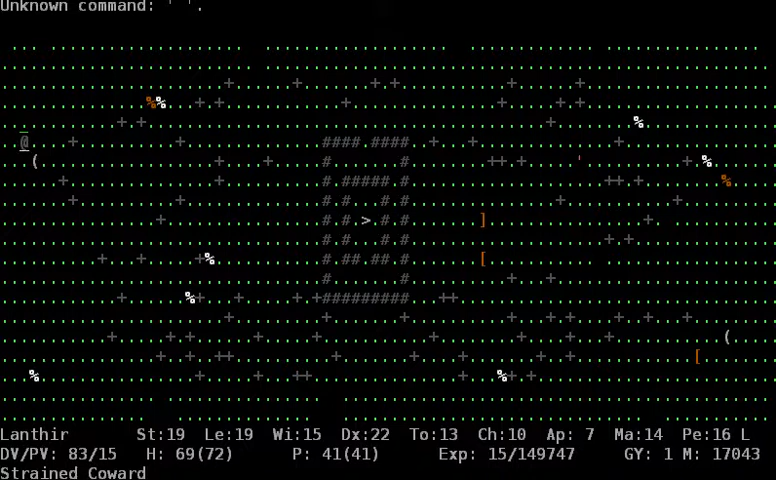 Unknown command: ' '.
Lanthir St:19 Le:19 Wi:15 Dx:22 To:13 Ch:10 Ap: 7 Ma:14 Pe:16 L
DV/PV: 83/15 H: 69(72) P: 41(41) Exp: 15/149747 GY: 1 M: 17043
Strained Coward